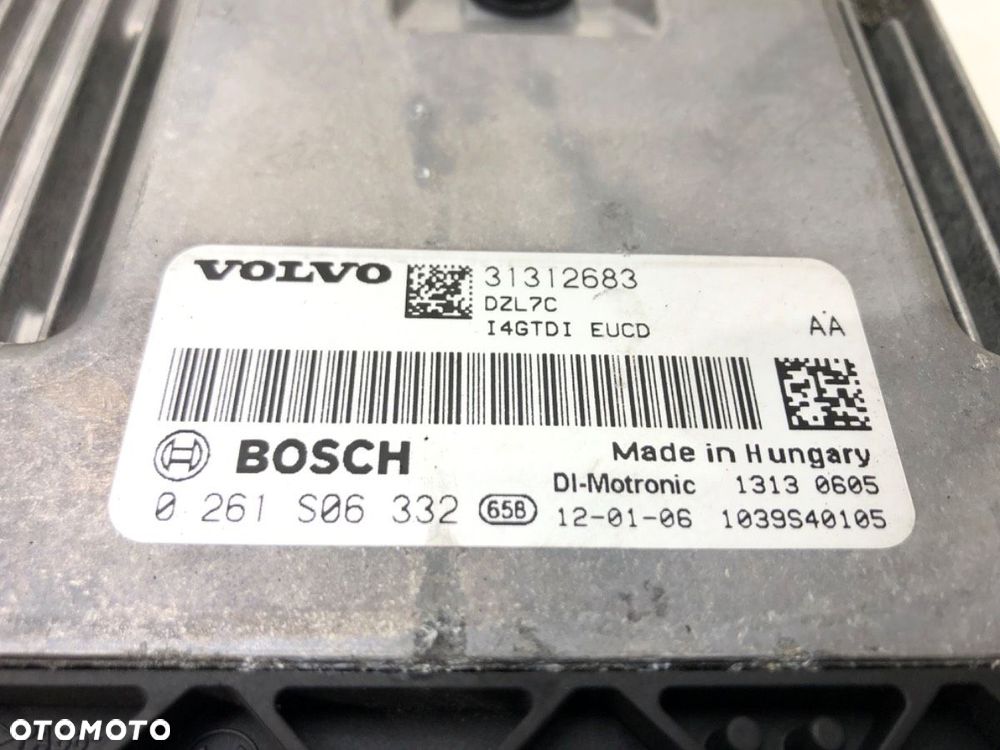 VOLVO 31312683
DZL7C
I4GTDI EUCD AA
BOSCH Made in Hungary
DI-Motronic 1313 0605
0 261 S06 332 65B 12-01-06 1039S40105
OTOMOTO